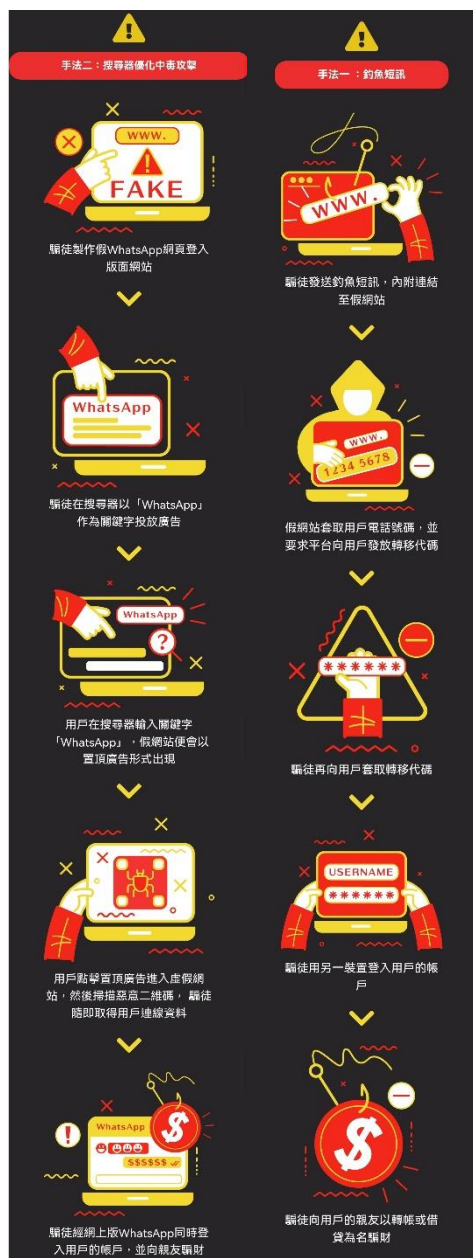 手法二：搜尋器優化中毒攻擊
WWW.
FAKE
騙徒製作假WhatsApp網頁登入
版面網站
WhatsApp
騙徒在搜尋器以「WhatsApp」
作為關鍵字投放廣告
WhatsApp
?
用戶在搜尋器輸入關鍵字
「WhatsApp」，假網站便會以
置頂廣告形式出現
用戶點擊置頂廣告進入虛假網
站，然後掃描惡意二維碼， 騙徒
隨即取得用戶連線資料
WhatsApp
$
$$$$$$
騙徒經網上版WhatsApp同時登
入用戶的帳戶，並向親友騙財
手法一：釣魚短訊
WWW.
騙徒發送釣魚短訊，內附連結
至假網站
WWW.
1234 5678
假網站套取用戶電話號碼，並
要求平台向用戶發放轉移代碼
******
騙徒再向用戶套取轉移代碼
USERNAME
******
騙徒用另一裝置登入用戶的帳
戶
$
騙徒向用戶的親友以轉帳或借
貸為名騙財